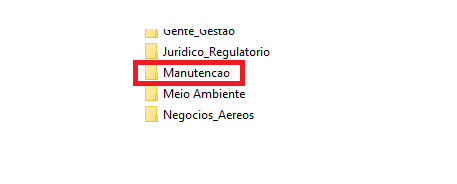 Gente_Gestao
Juridico_Regulatorio
Manutencao
Meio Ambiente
Negocios_Aereos